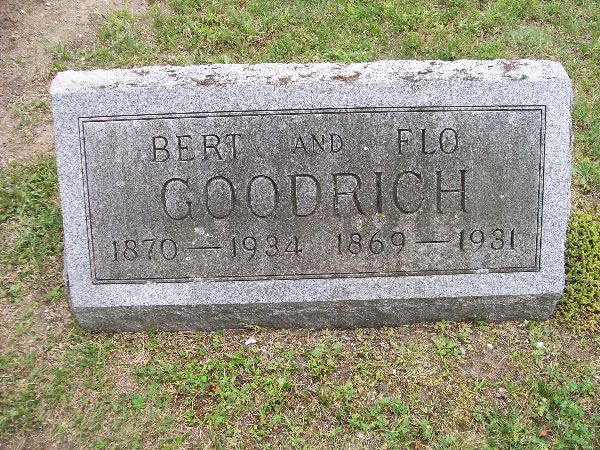 BERT AND FLO
GOODRICH
1870 — 1934 1869 — 1931